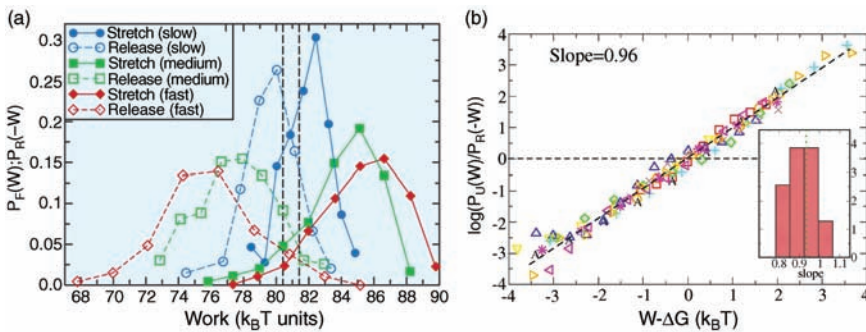 (a)
P_F(W);P_R(−W)
0.3
0.25
0.2
0.15
0.1
0.05
0.0
Stretch (slow)
Release (slow)
Stretch (medium)
Release (medium)
Stretch (fast)
Release (fast)
68 70 72 74 76 78 80 82 84 86 88 90
Work (k_BT units)
(b)
log(P_U(W)/P_R(-W))
4
3
2
1
0
-1
-2
-3
-4
Slope=0.96
4
3
2
1
0
0.8 0.9 1 1.1
slope
-4 -3 -2 -1 0 1 2 3 4
W-ΔG (k_BT)